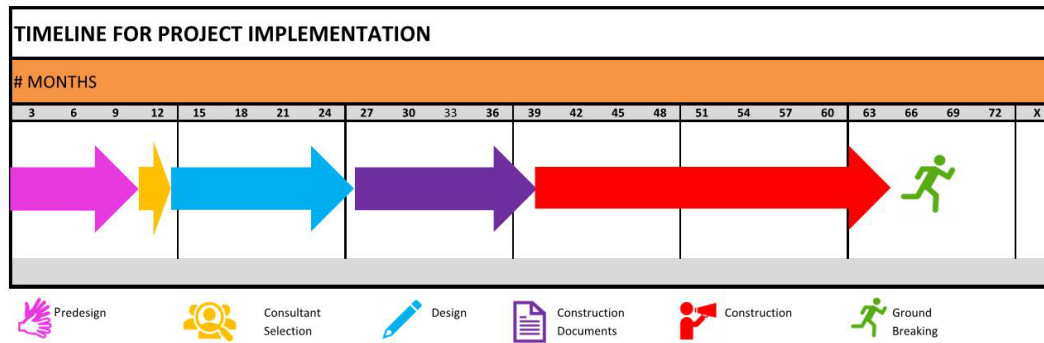 TIMELINE FOR PROJECT IMPLEMENTATION
# MONTHS
3 6 9 12 15 18 21 24 27 30 33 36 39 42 45 48 51 54 57 60 63 66 69 72 X
Predesign
Consultant
Selection
Design
Construction
Documents
Construction
Ground
Breaking